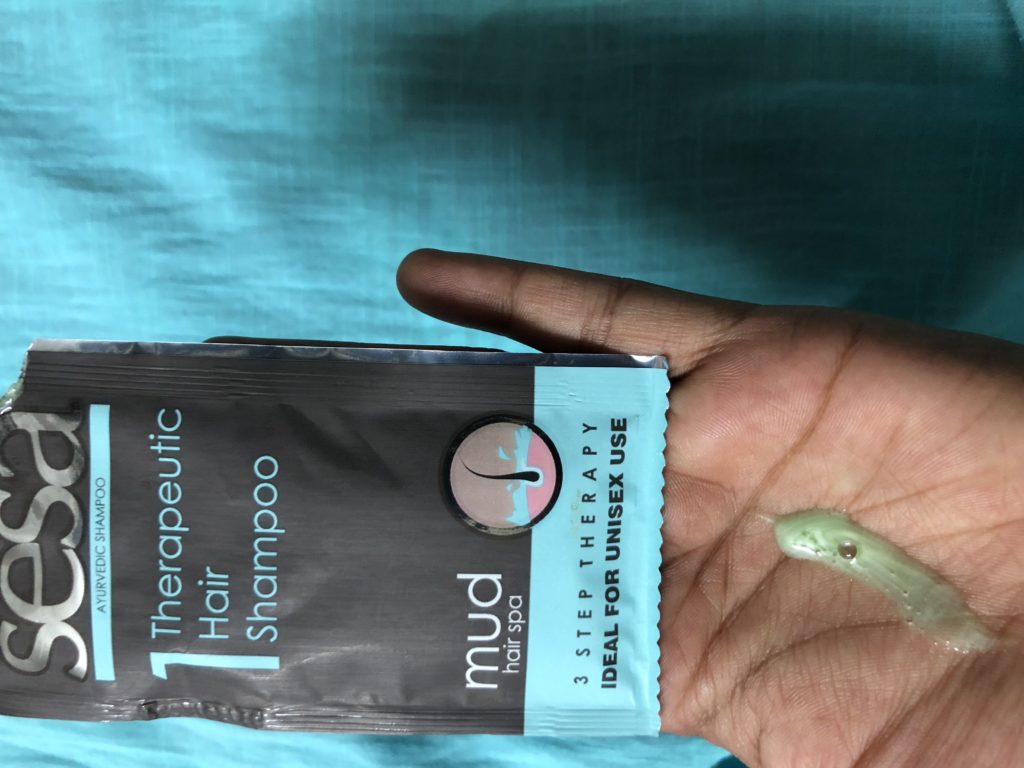 sesa
AYURVEDIC SHAMPOO
1 Therapeutic
Hair
Shampoo
mud
hair spa
3 STEP THERAPY
IDEAL FOR UNISEX USE